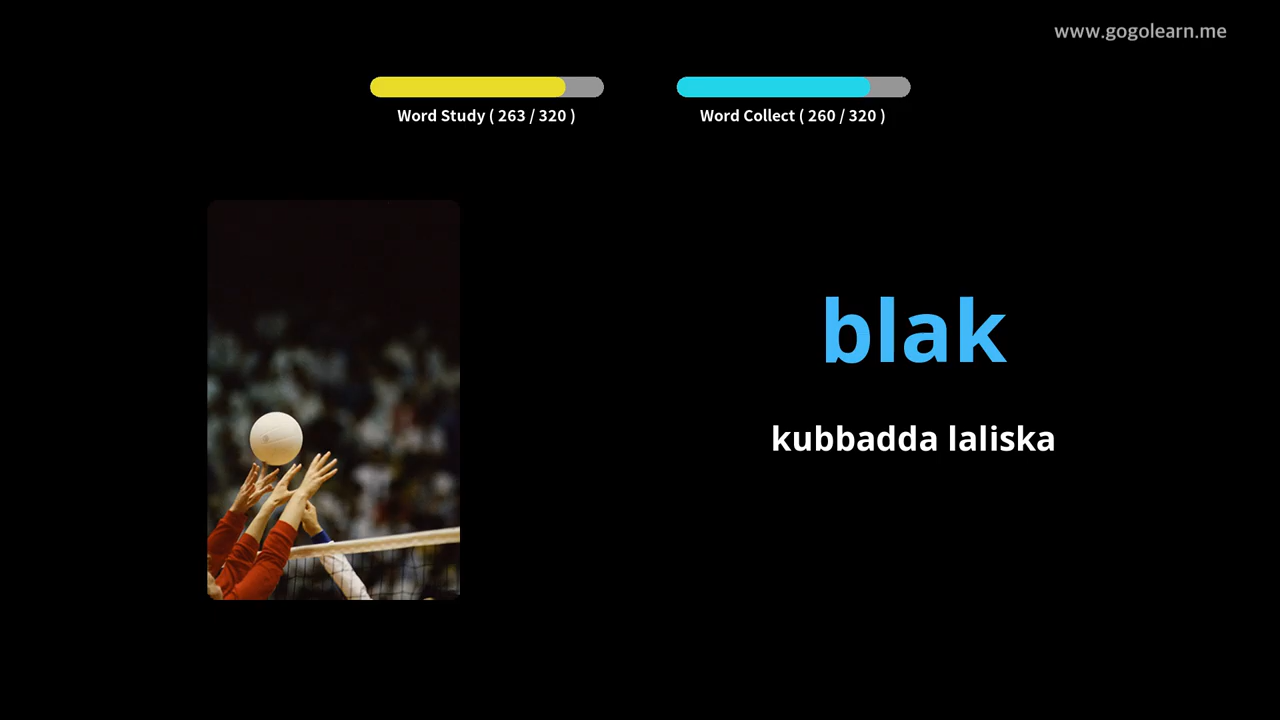 www.gogolearn.me
Word Study ( 263 / 320 )
Word Collect ( 260 / 320 )
blak
kubbadda laliska